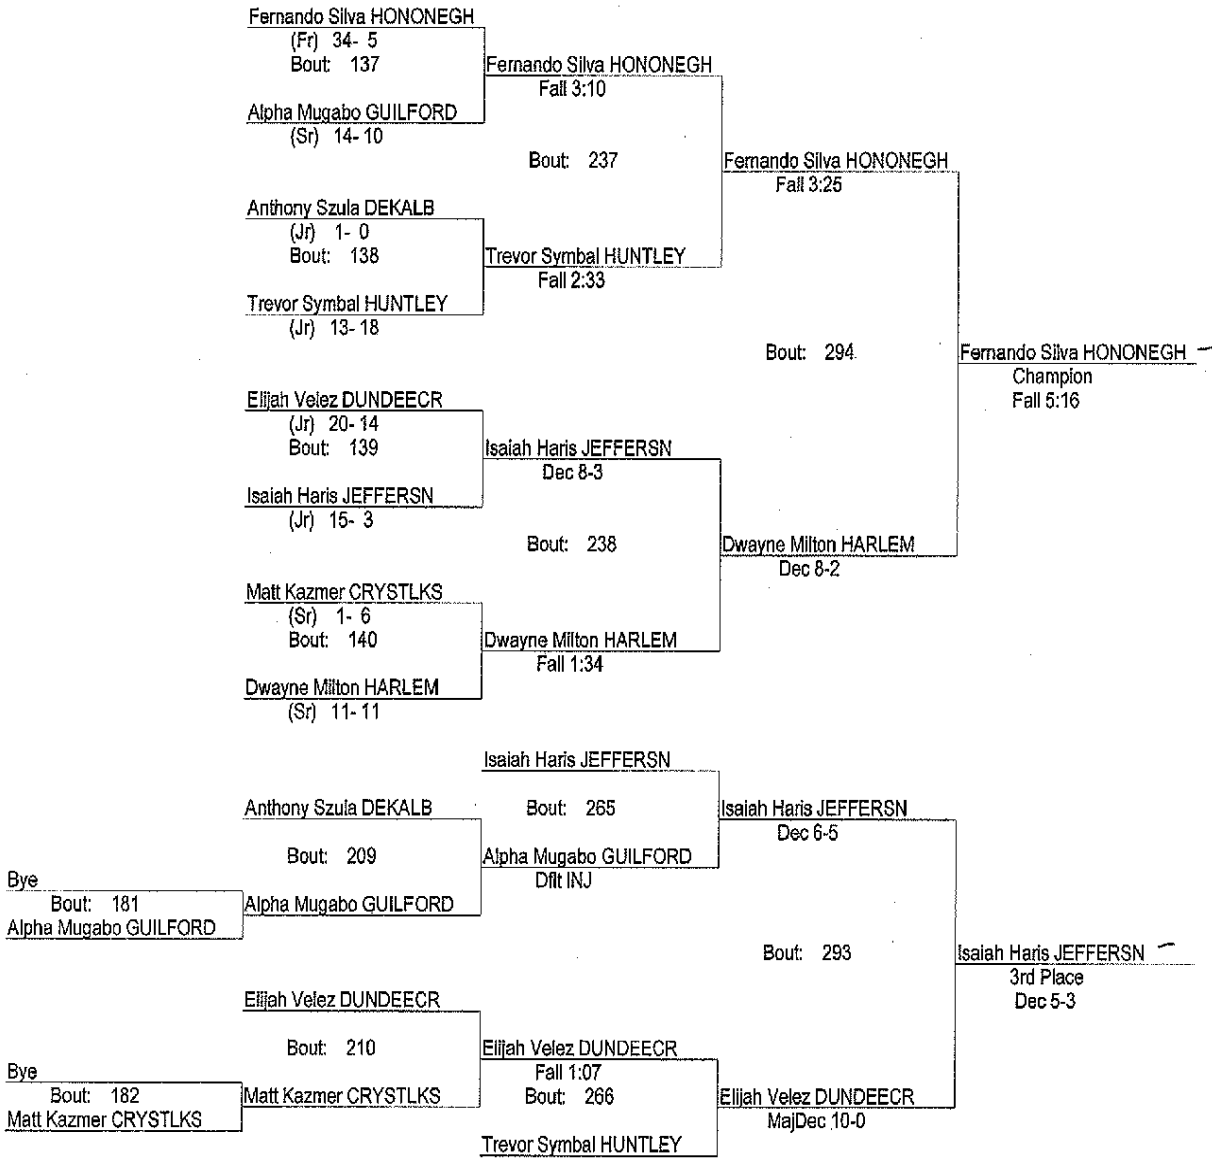 Fernando Silva HONONEGH
(Fr) 34- 5
Bout: 137
Fernando Silva HONONEGH
Fall 3:10
Alpha Mugabo GUILFORD
(Sr) 14- 10
Bout: 237
Fernando Silva HONONEGH
Fall 3:25
Anthony Szula DEKALB
(Jr) 1- 0
Bout: 138
Trevor Symbal HUNTLEY
Fall 2:33
Trevor Symbal HUNTLEY
(Jr) 13- 18
Bout: 294
Fernando Silva HONONEGH
Champion
Fall 5:16
Elijah Velez DUNDEECR
(Jr) 20- 14
Bout: 139
Isaiah Haris JEFFERSN
Dec 8-3
Isaiah Haris JEFFERSN
(Jr) 15- 3
Bout: 238
Dwayne Milton HARLEM
Dec 8-2
Matt Kazmer CRYSTLKS
(Sr) 1- 6
Bout: 140
Dwayne Milton HARLEM
Fall 1:34
Dwayne Milton HARLEM
(Sr) 11- 11
Isaiah Haris JEFFERSN
Anthony Szula DEKALB
Bout: 265
Isaiah Haris JEFFERSN
Dec 6-5
Bout: 209
Alpha Mugabo GUILFORD
Dflt INJ
Bye
Bout: 181
Alpha Mugabo GUILFORD
Alpha Mugabo GUILFORD
Bout: 293
Isaiah Haris JEFFERSN
3rd Place
Dec 5-3
Elijah Velez DUNDEECR
Bout: 210
Elijah Velez DUNDEECR
Fall 1:07
Bye
Bout: 182
Matt Kazmer CRYSTLKS
Matt Kazmer CRYSTLKS
Bout: 266
Elijah Velez DUNDEECR
MajDec 10-0
Trevor Symbal HUNTLEY